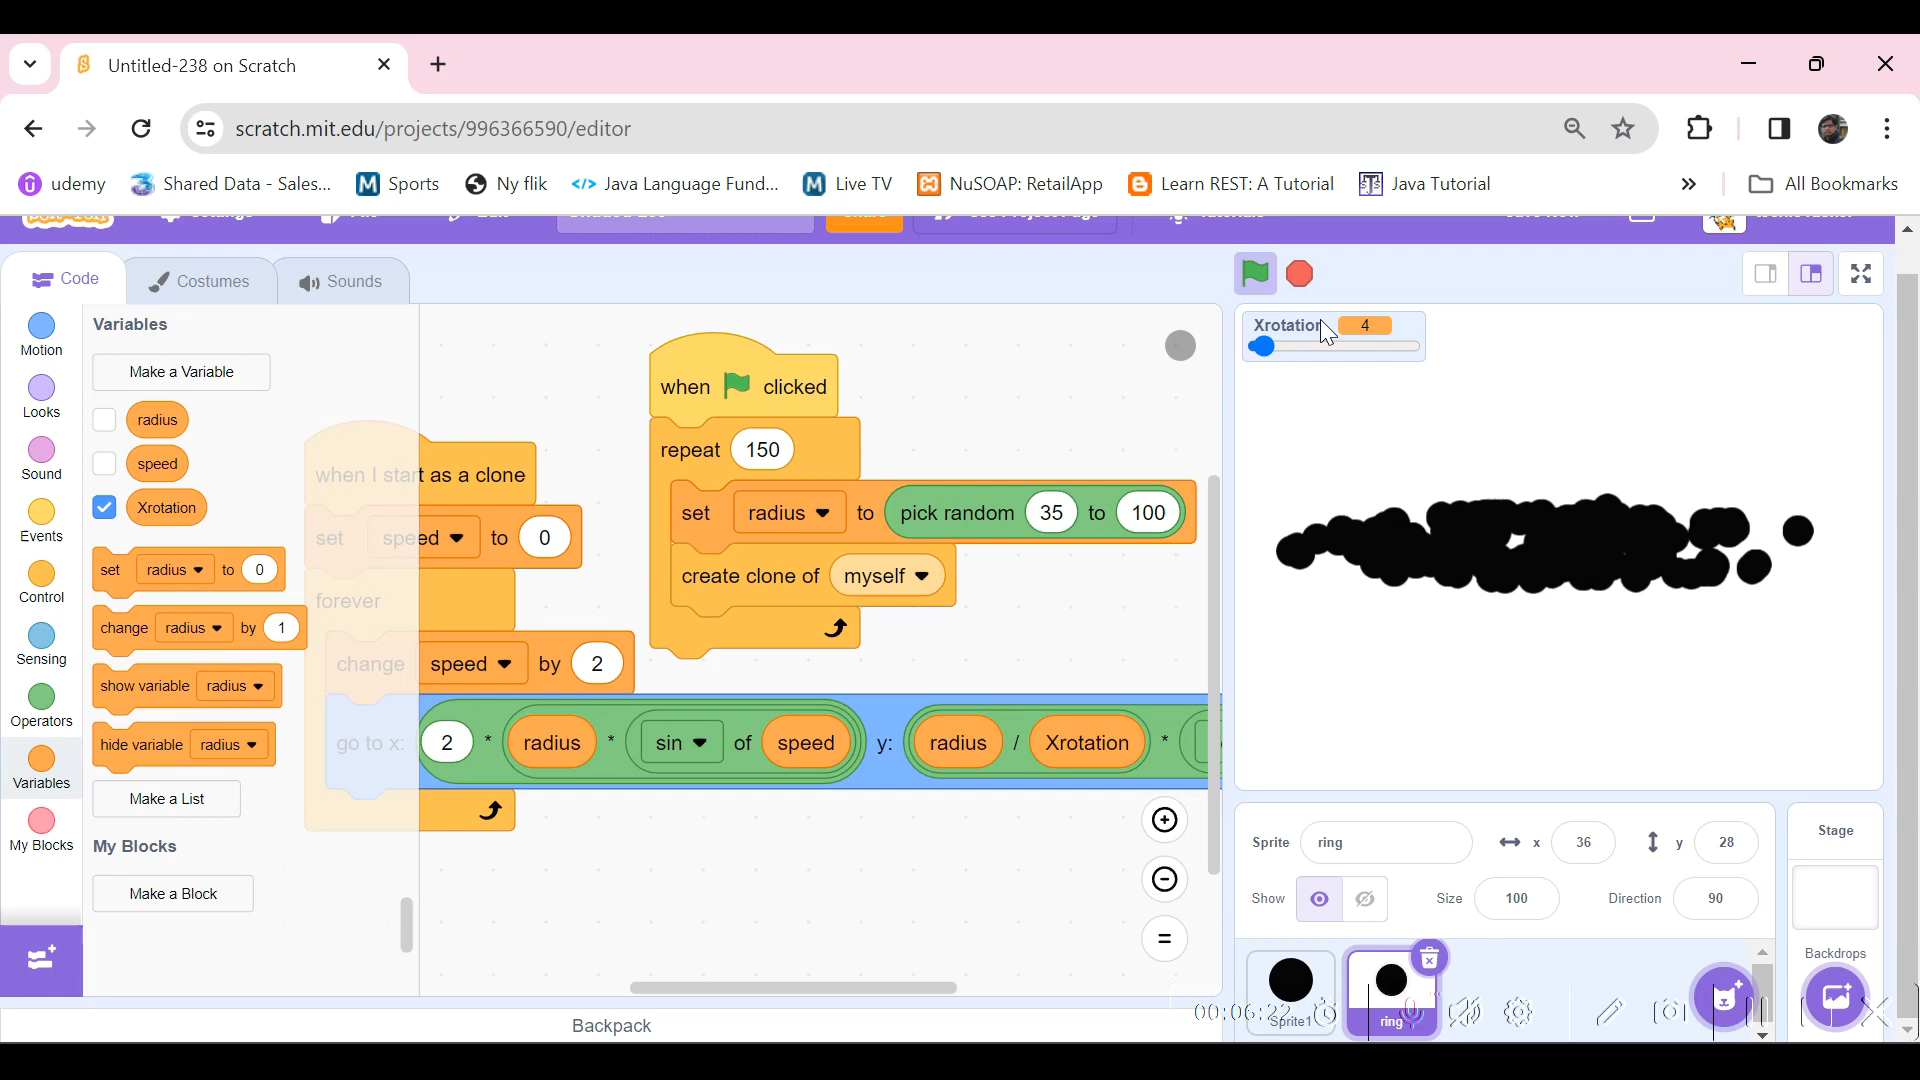 Untitled-238 on Scratch
scratch.mit.edu/projects/996366590/editor
udemy
Shared Data - Sales...
Sports
Ny flik
Java Language Fund...
Live TV
NuSOAP: RetailApp
Learn REST: A Tutorial
Java Tutorial
All Bookmarks
Code
Costumes
Sounds
Motion
Looks
Sound
Events
Control
Sensing
Operators
Variables
My Blocks
Variables
Make a Variable
radius
speed
Xrotation
set radius to 0
change radius by 1
show variable radius
hide variable radius
Make a List
My Blocks
Make a Block
when I start as a clone
set speed to 0
forever
change speed by 2
go to x: 2 * radius * sin of speed y: radius / Xrotation *
when clicked
repeat 150
set radius to pick random 35 to 100
create clone of myself
Backpack
Xrotation 4
Sprite ring x 36 y 28
Show Size 100 Direction 90
Sprite1
ring
Stage
Backdrops
00:06:22